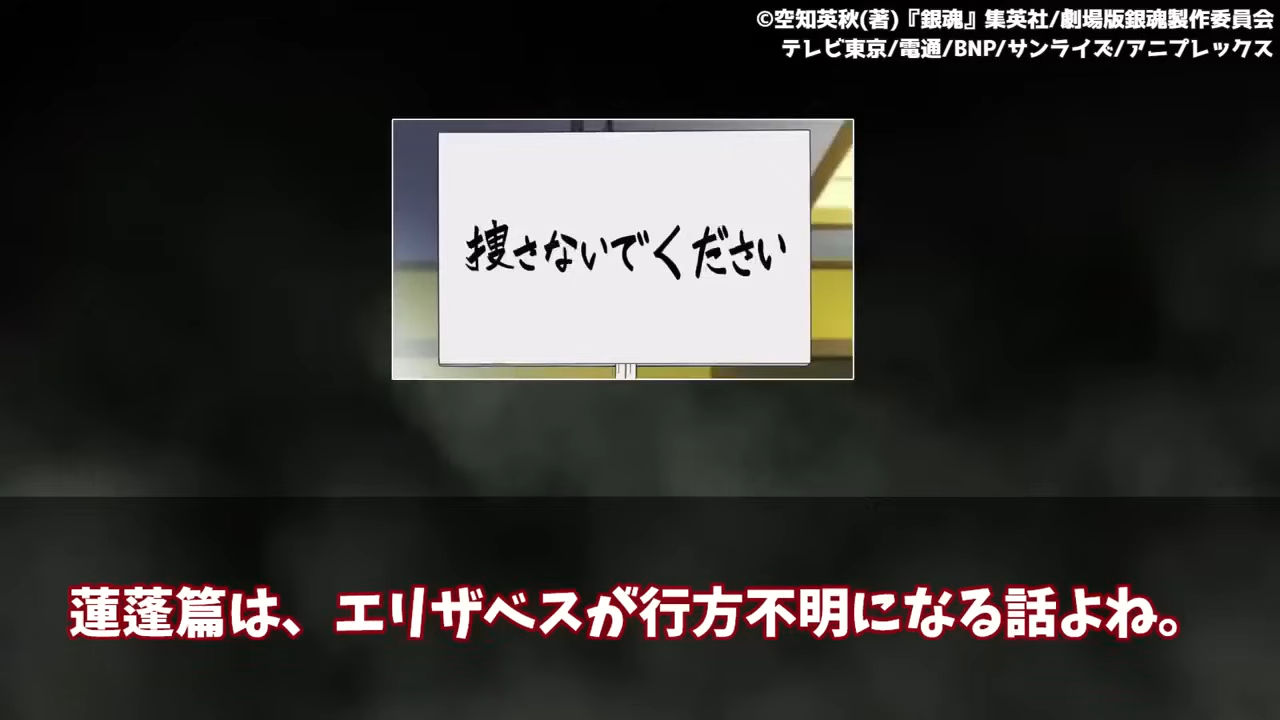 ©空知英秋(著)『銀魂』集英社/劇場版銀魂製作委員会
テレビ東京/電通/BNP/サンライズ/アニプレックス
捜さないでください
蓮蓬篇は、エリザベスが行方不明になる話よね。